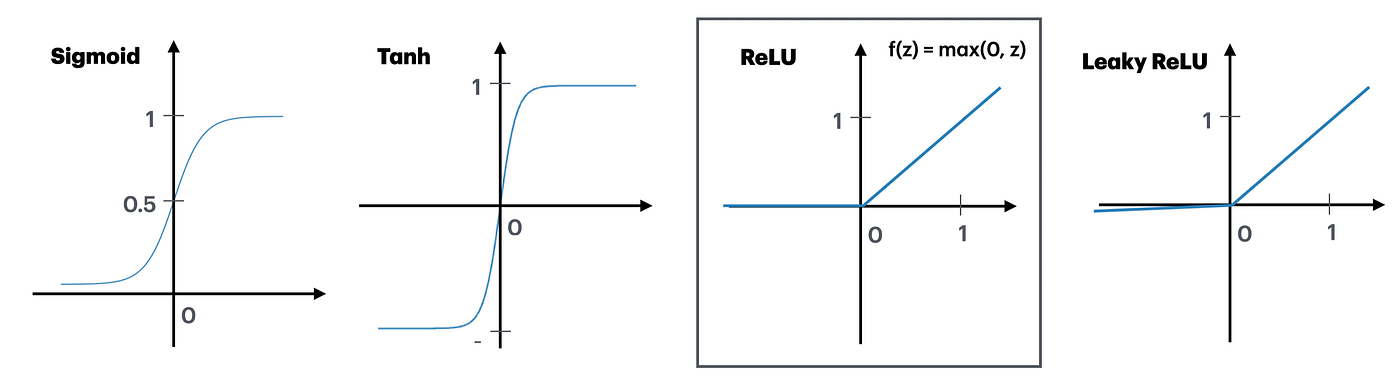 Sigmoid
1
0.5
0
Tanh
1
0
-
ReLU
f(z) = max(0, z)
1
0
1
Leaky ReLU
1
0
1